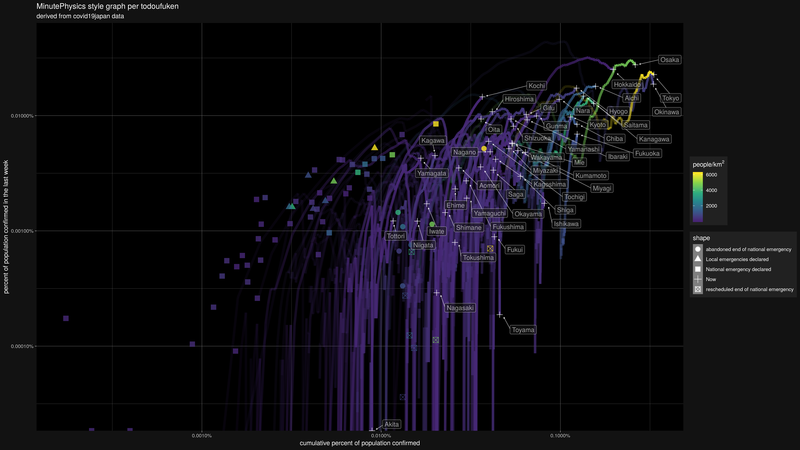 MinutePhysics style graph per todoufuken
derived from covid19japan data
percent of population confirmed in the last week
0.01000%
0.00100%
0.00010%
Osaka
Kochi
Hokkaido
Tokyo
Aichi
Hiroshima
Gifu
Nara
Hyogo
Okinawa
Oita
Gunma
Kyoto
Saitama
Kagawa
Shizuoka
Chiba
Kanagawa
Nagano
Yamanashi
Fukuoka
Wakayama
Mie
Ibaraki
Yamagata
Miyazaki
Kumamoto
Aomori
Kagoshima
Miyagi
Saga
Tochigi
Ehime
Yamaguchi
Okayama
Shiga
Tottori
Iwate
Shimane
Fukushima
Ishikawa
Niigata
Tokushima
Fukui
Nagasaki
Toyama
Akita
0.0010%
0.0100%
0.1000%
cumulative percent of population confirmed
people/km²
6000
4000
2000
shape
abandoned end of national emergency
Local emergencies declared
National emergency declared
Now
rescheduled end of national emergency